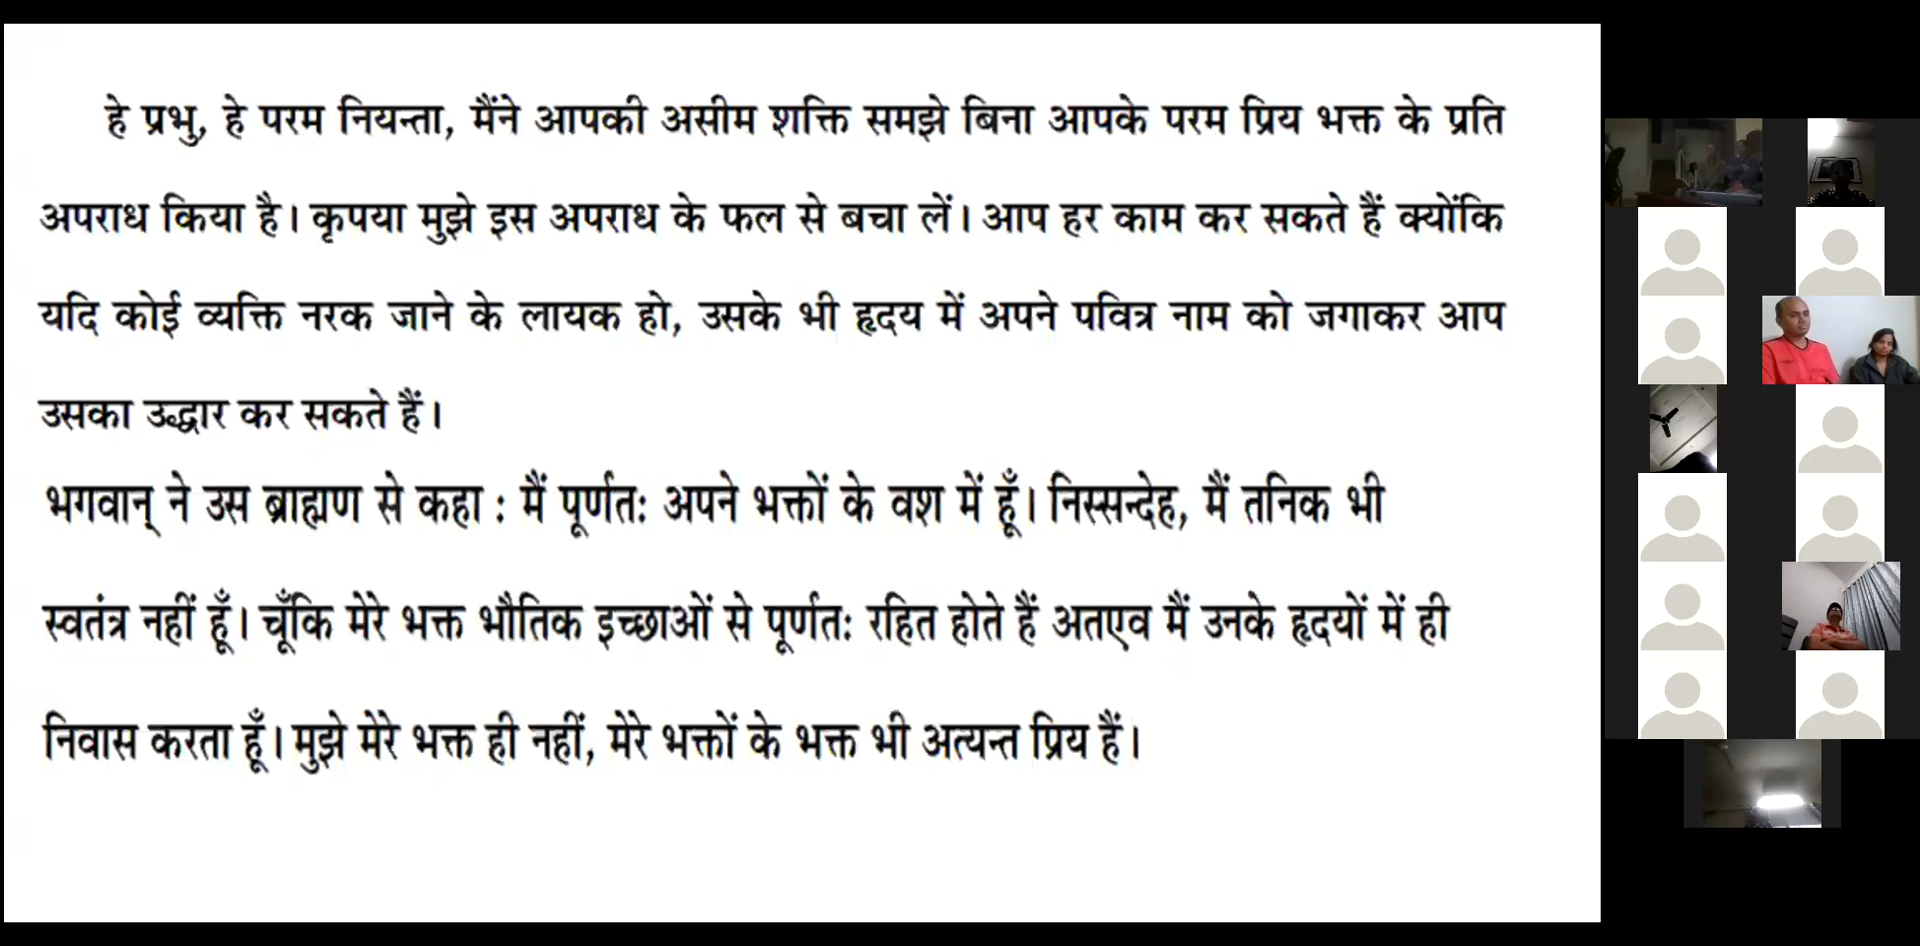 हे प्रभु, हे परम नियन्ता, मैंने आपकी असीम शक्ति समझे बिना आपके परम प्रिय भक्त के प्रति
अपराध किया है। कृपया मुझे इस अपराध के फल से बचा लें। आप हर काम कर सकते हैं क्योंकि
यदि कोई व्यक्ति नरक जाने के लायक हो, उसके भी हृदय में अपने पवित्र नाम को जगाकर आप
उसका उद्धार कर सकते हैं।
भगवान् ने उस ब्राह्मण से कहा : मैं पूर्णतः अपने भक्तों के वश में हूँ। निस्सन्देह, मैं तनिक भी
स्वतंत्र नहीं हूँ। चूँकि मेरे भक्त भौतिक इच्छाओं से पूर्णतः रहित होते हैं अतएव मैं उनके हृदयों में ही
निवास करता हूँ। मुझे मेरे भक्त ही नहीं, मेरे भक्तों के भक्त भी अत्यन्त प्रिय हैं।